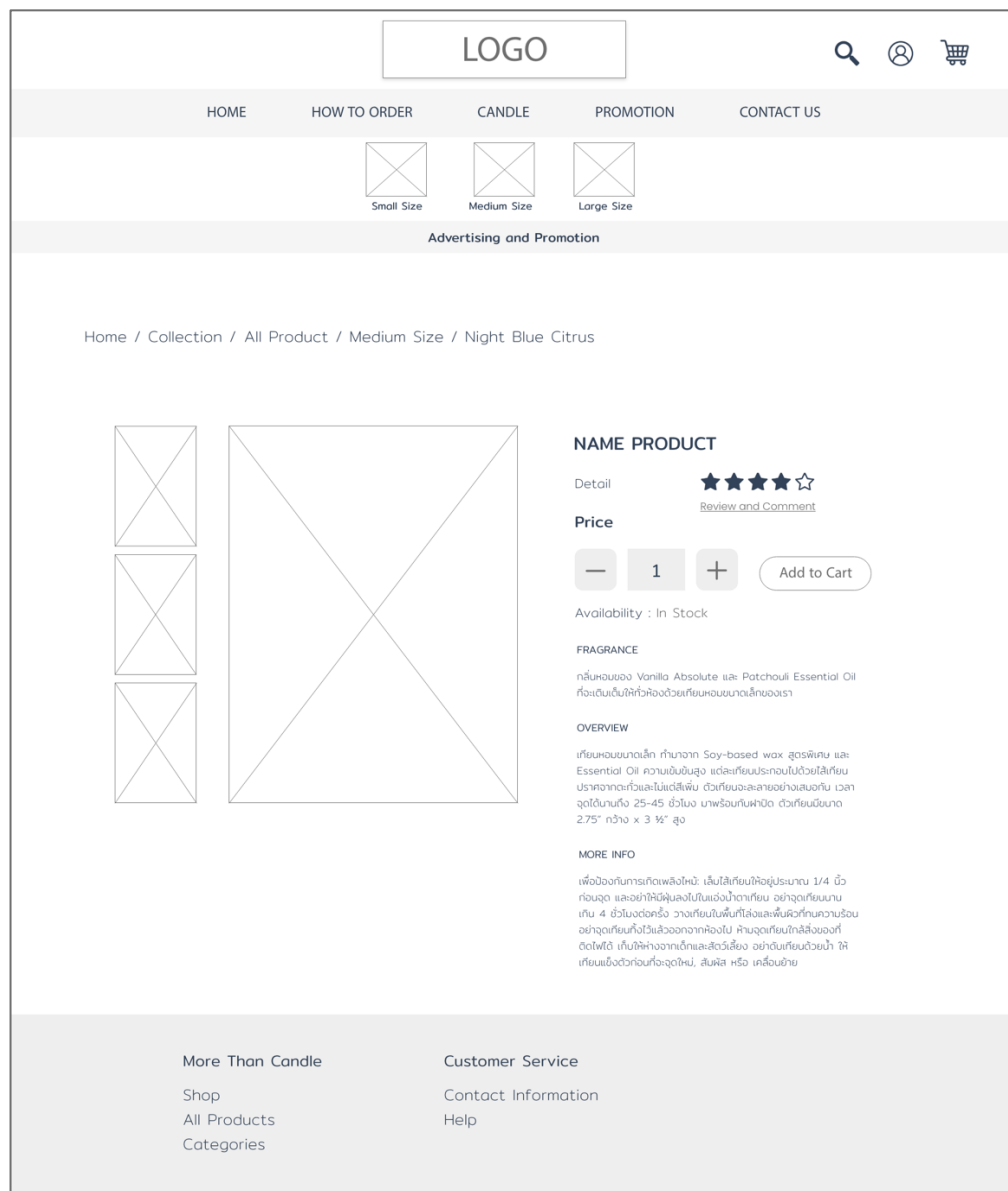 LOGO
HOME HOW TO ORDER CANDLE PROMOTION CONTACT US
Small Size Medium Size Large Size
Advertising and Promotion
Home / Collection / All Product / Medium Size / Night Blue Citrus
NAME PRODUCT
Detail
Review and Comment
Price
1
Add to Cart
Availability : In Stock
FRAGRANCE
กลิ่นหอมของ Vanilla Absolute และ Patchouli Essential Oil
ที่จะเติมเต็มให้ทั่วห้องด้วยเทียนหอมขนาดเล็กของเรา
OVERVIEW
เทียนหอมขนาดเล็ก ทำมาจาก Soy-based wax สูตรพิเศษ และ
Essential Oil ความเข้มข้นสูง แต่ละเทียนประกอบไปด้วยไส้เทียน
ปราศจากตะกั่วและไม่แต่สีเพิ่ม ตัวเทียนจะละลายอย่างเสมอกัน เวลา
จุดได้นานถึง 25-45 ชั่วโมง มาพร้อมกับฝาปิด ตัวเทียนมีขนาด
2.75” กว้าง x 3 ½” สูง
MORE INFO
เพื่อป้องกันการเกิดเพลิงไหม้: เล็มไส้เทียนให้อยู่ประมาณ 1/4 นิ้ว
ก่อนจุด และอย่าให้มีฝุ่นลงไปในแอ่งน้ำตาเทียน อย่าจุดเทียนนาน
เกิน 4 ชั่วโมงต่อครั้ง วางเทียนในพื้นที่โล่งและพื้นผิวที่ทนความร้อน
อย่าจุดเทียนทิ้งไว้แล้วออกจากห้องไป ห้ามจุดเทียนใกล้สิ่งของที่
ติดไฟได้ เก็บให้ห่างจากเด็กและสัตว์เลี้ยง อย่าดับเทียนด้วยน้ำ ให้
เทียนแข็งตัวก่อนที่จะจุดใหม่, สัมผัส หรือ เคลื่อนย้าย
More Than Candle
Shop
All Products
Categories
Customer Service
Contact Information
Help